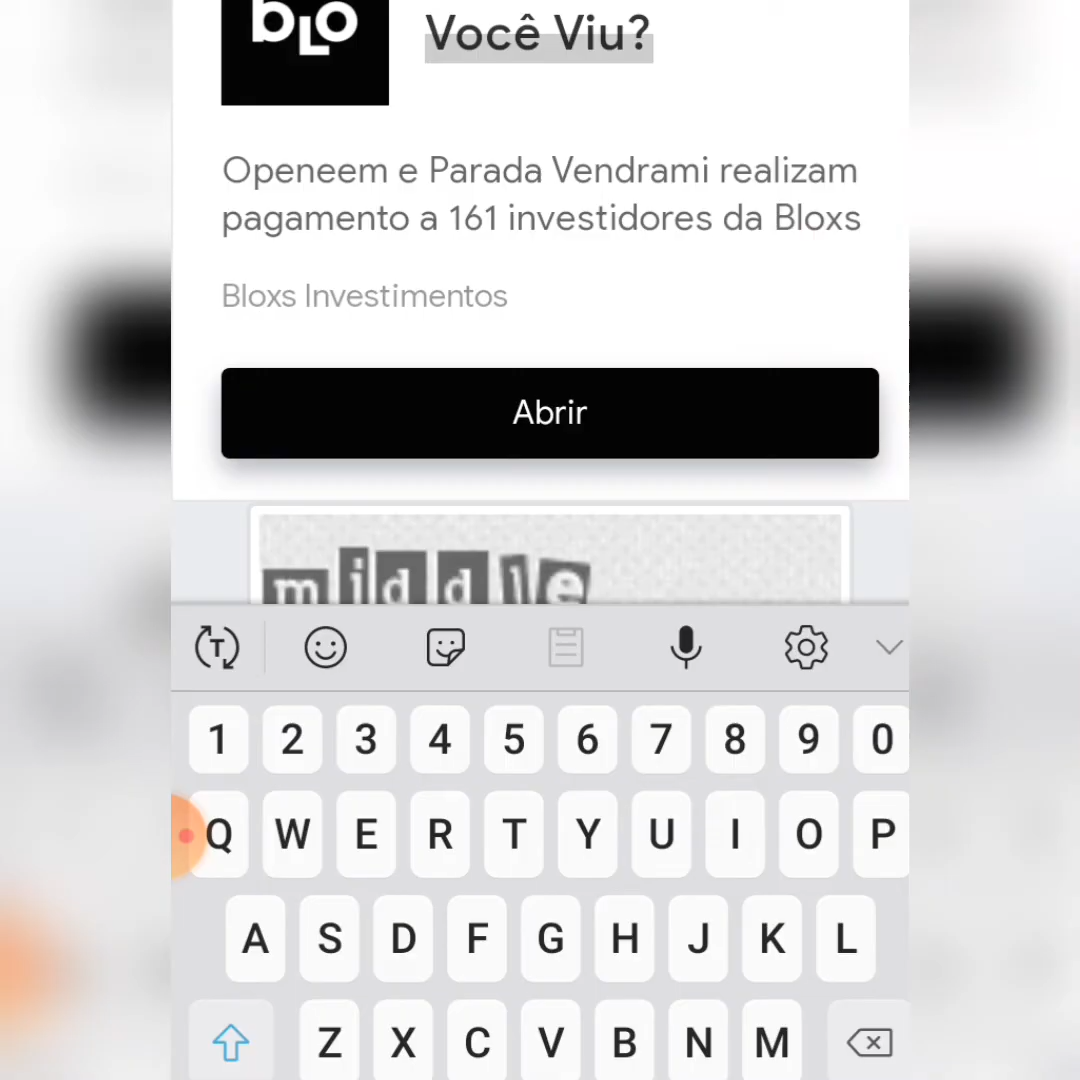 BLO
Você Viu?
Openeem e Parada Vendrami realizam
pagamento a 161 investidores da Bloxs
Bloxs Investimentos
Abrir
middle
T
1 2 3 4 5 6 7 8 9 0
Q W E R T Y U I O P
A S D F G H J K L
Z X C V B N M